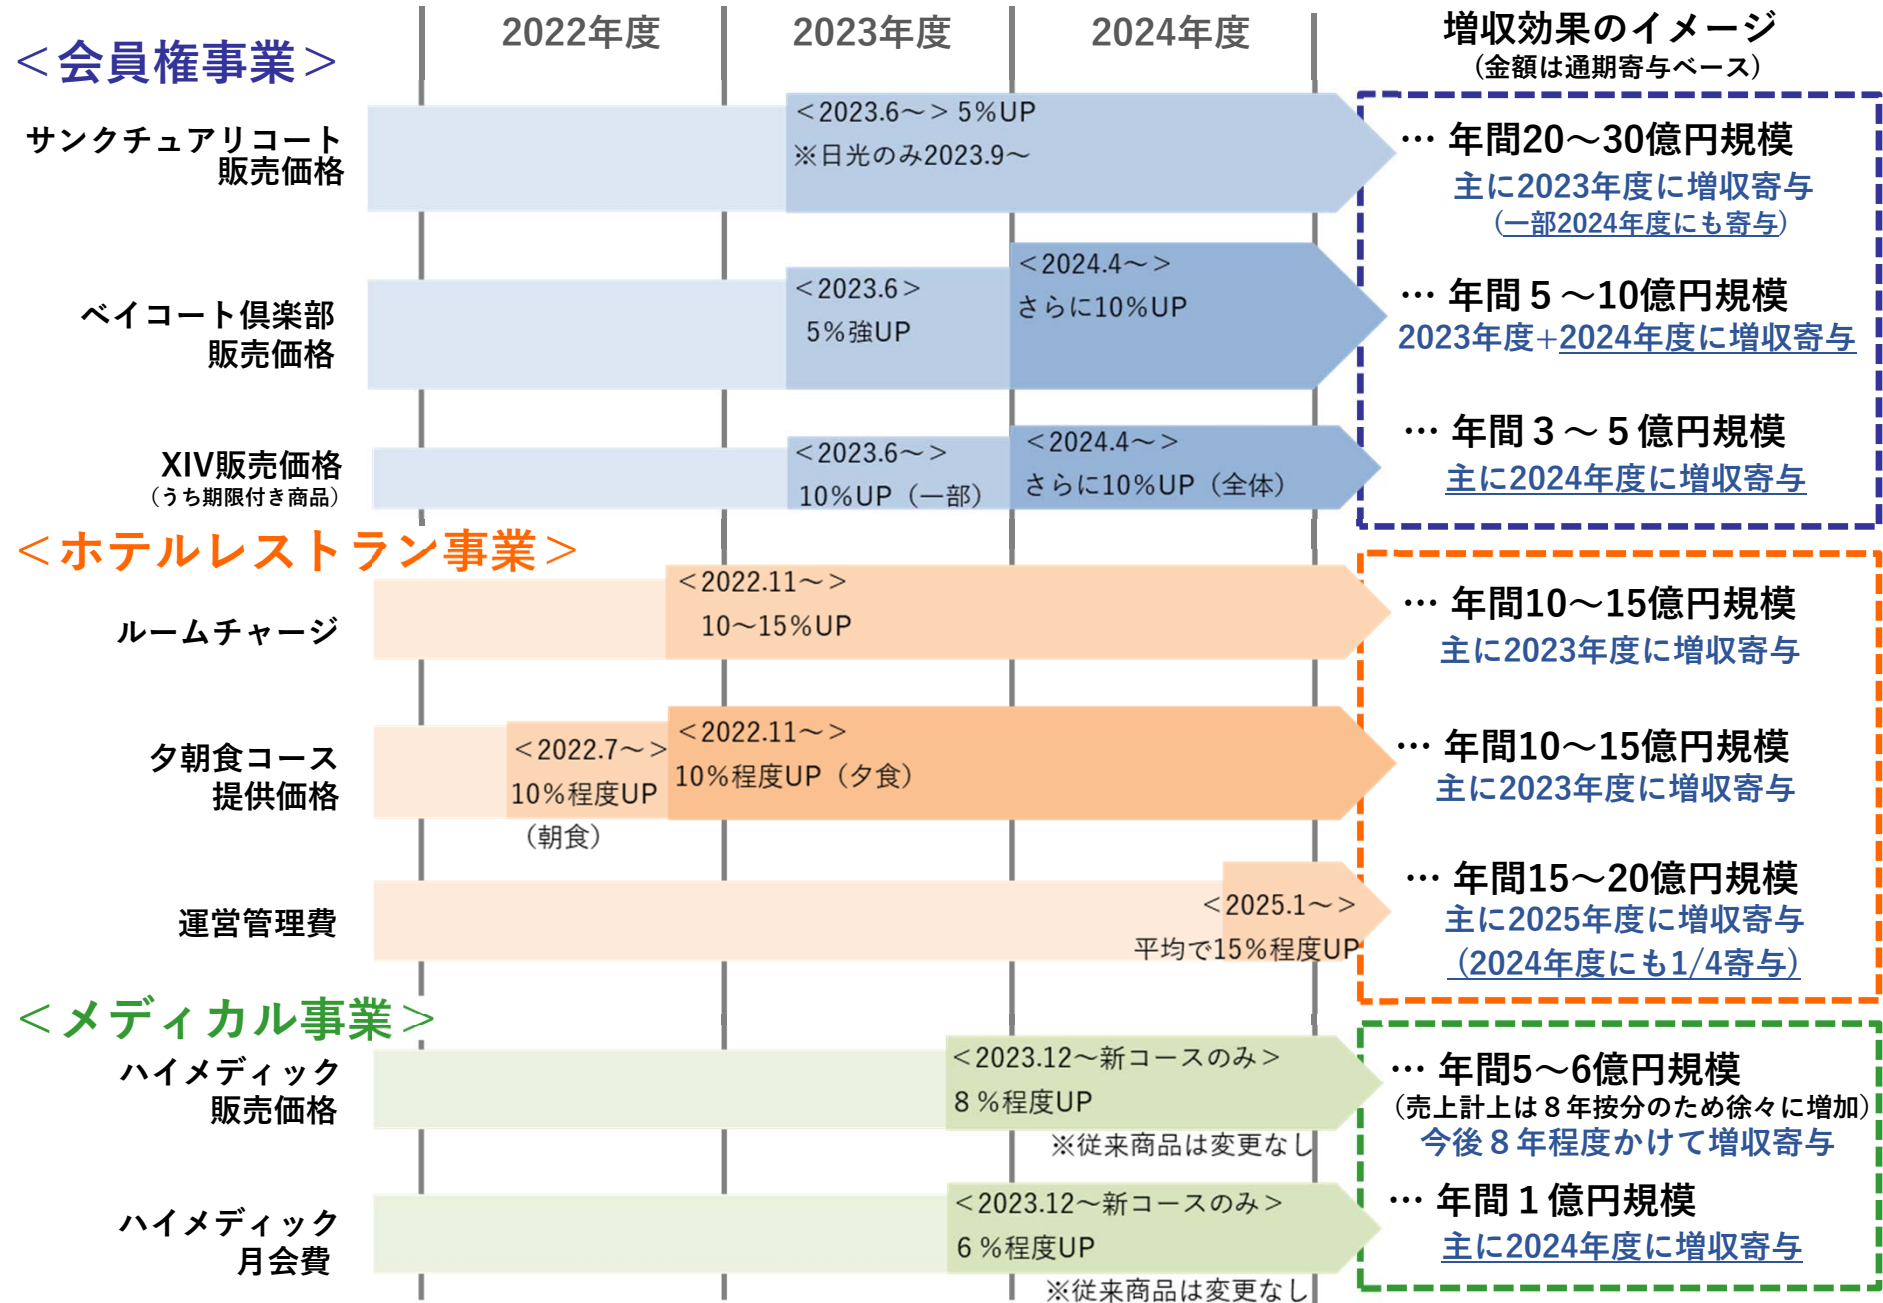 2022年度
2023年度
2024年度
増収効果のイメージ
(金額は通期寄与ベース)
＜会員権事業＞
サンクチュアリコート
販売価格
＜2023.6～＞ 5%UP
※日光のみ2023.9～
… 年間20～30億円規模
主に2023年度に増収寄与
(一部2024年度にも寄与)
ベイコート倶楽部
販売価格
＜2023.6＞
5%強UP
＜2024.4～＞
さらに10%UP
… 年間５～10億円規模
2023年度+2024年度に増収寄与
XIV販売価格
（うち期限付き商品）
＜2023.6～＞
10%UP（一部）
＜2024.4～＞
さらに10%UP（全体）
… 年間３～５億円規模
主に2024年度に増収寄与
＜ホテルレストラン事業＞
ルームチャージ
＜2022.11～＞
10～15%UP
… 年間10～15億円規模
主に2023年度に増収寄与
夕朝食コース
提供価格
＜2022.7～＞
10%程度UP
（朝食）
＜2022.11～＞
10%程度UP（夕食）
… 年間10～15億円規模
主に2023年度に増収寄与
運営管理費
＜2025.1～＞
平均で15%程度UP
… 年間15～20億円規模
主に2025年度に増収寄与
（2024年度にも1/4寄与）
＜メディカル事業＞
ハイメディック
販売価格
＜2023.12～新コースのみ＞
８%程度UP
※従来商品は変更なし
… 年間5～6億円規模
（売上計上は８年按分のため徐々に増加）
今後８年程度かけて増収寄与
ハイメディック
月会費
＜2023.12～新コースのみ＞
６%程度UP
※従来商品は変更なし
… 年間１億円規模
主に2024年度に増収寄与